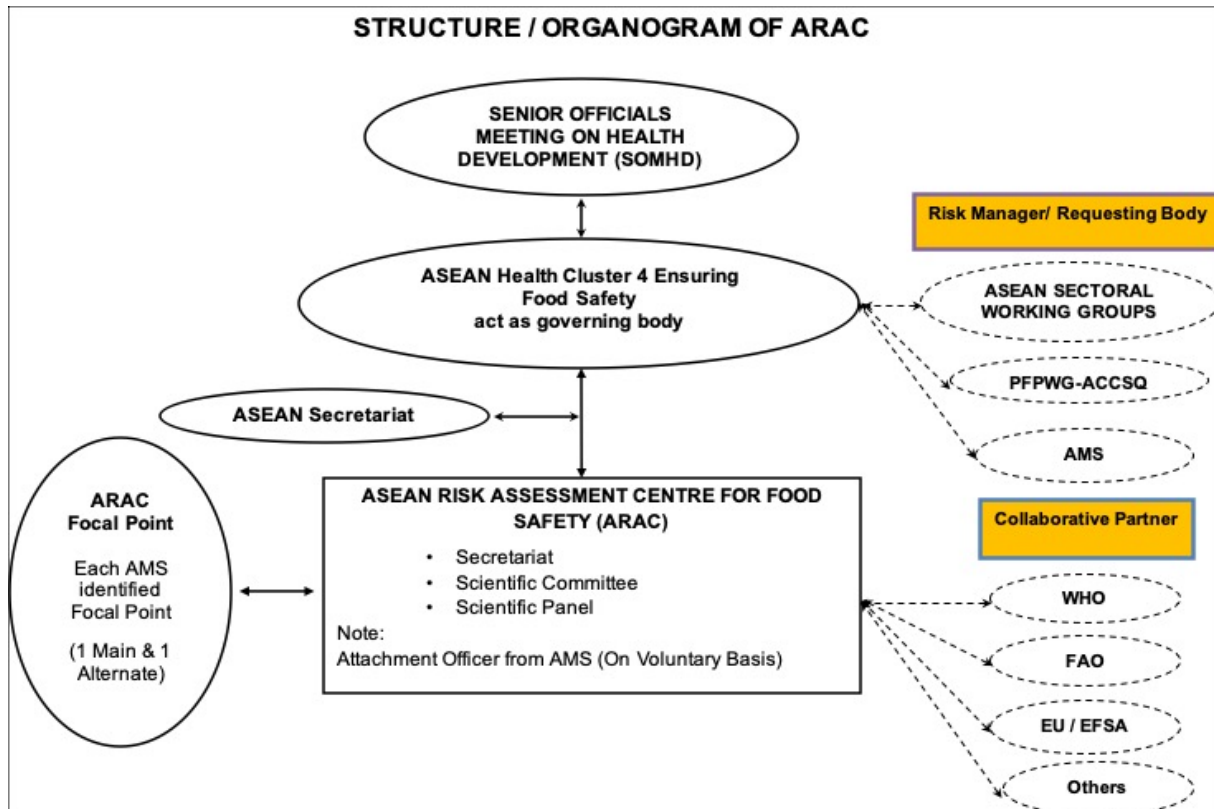 STRUCTURE / ORGANOGRAM OF ARAC
SENIOR OFFICIALS
MEETING ON HEALTH
DEVELOPMENT (SOMHD)
Risk Manager/ Requesting Body
ASEAN Health Cluster 4 Ensuring
Food Safety
act as governing body
ASEAN SECTORAL
WORKING GROUPS
PFPWG-ACCSQ
AMS
ASEAN Secretariat
ARAC
Focal Point
Each AMS
identified
Focal Point
(1 Main & 1
Alternate)
ASEAN RISK ASSESSMENT CENTRE FOR FOOD
SAFETY (ARAC)
• Secretariat
• Scientific Committee
• Scientific Panel
Note:
Attachment Officer from AMS (On Voluntary Basis)
Collaborative Partner
WHO
FAO
EU / EFSA
Others